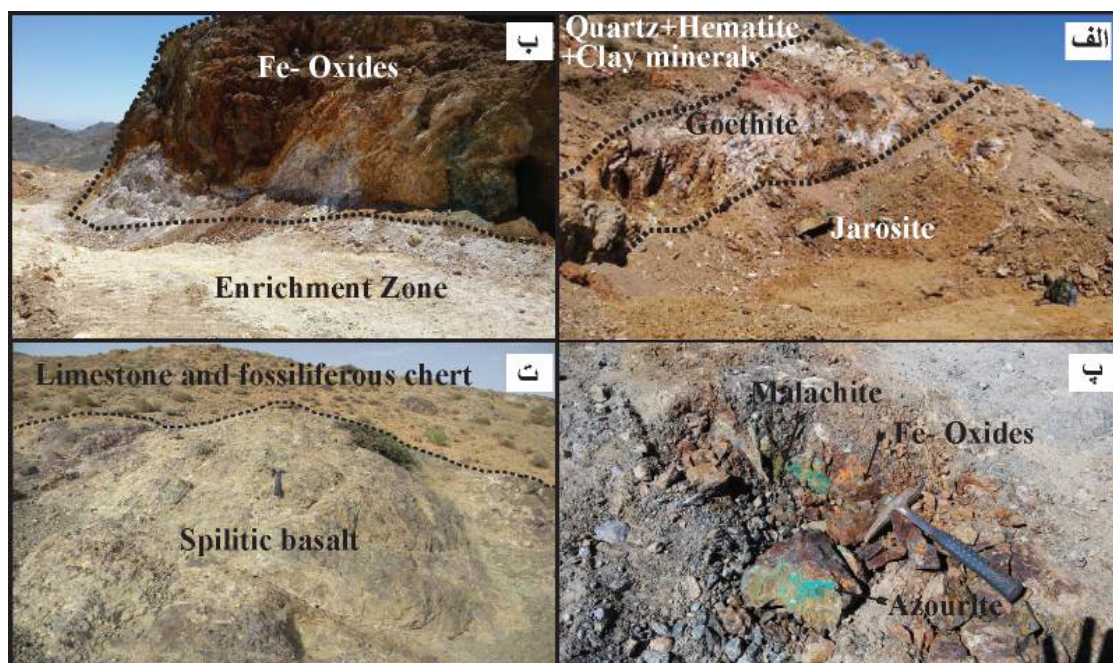 الف
Quartz+Hematite
+Clay minerals
Goethite
Jarosite
ب
Fe- Oxides
Enrichment Zone
پ
Malachite
Fe- Oxides
Azourite
ت
Limestone and fossiliferous chert
Spilitic basalt